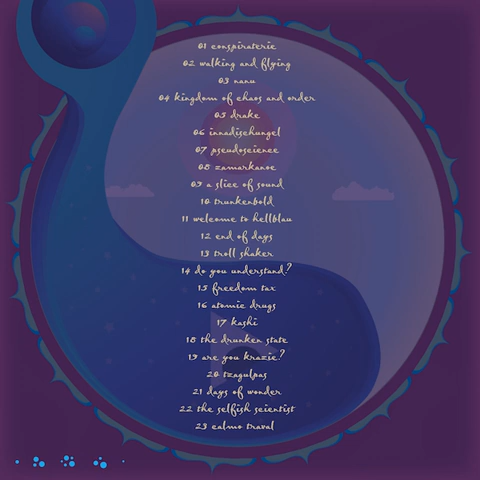 01 conspiraterie
02 walking and flying
03 nanu
04 kingdom of chaos and order
05 drake
06 innadischungel
07 pseudoscience
08 zamarkanoe
09 a slice of sound
10 trunkenbold
11 welcome to hellblau
12 end of days
13 troll shaker
14 do you understand?
15 freedom tax
16 atomic drugs
17 kashi
18 the drunken state
19 are you krazie?
20 tzagulpas
21 days of wonder
22 the selfish scientist
23 calmo traval